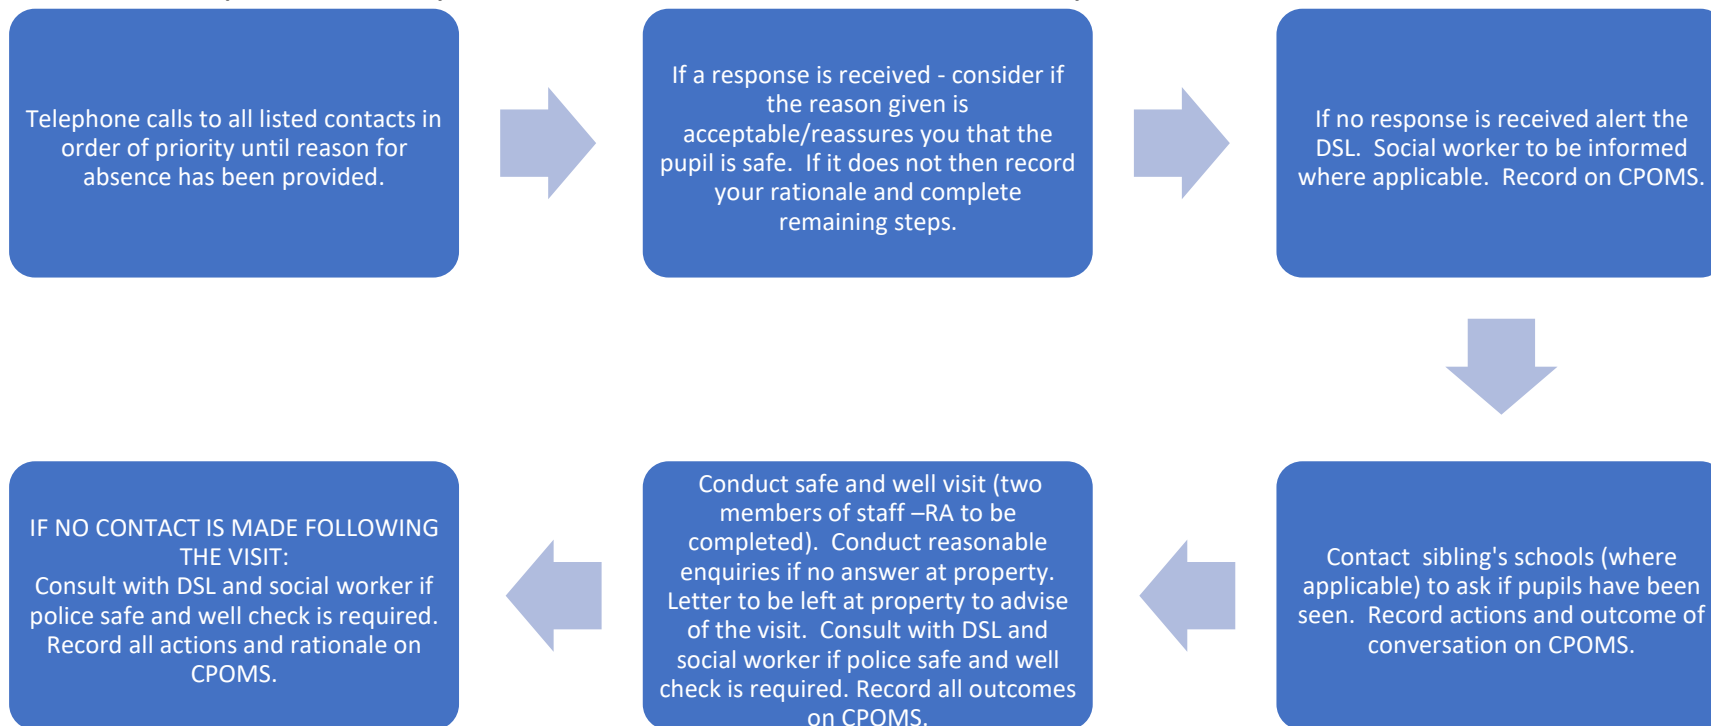 Telephone calls to all listed contacts in
order of priority until reason for
absence has been provided.
If a response is received - consider if
the reason given is
acceptable/reassures you that the
pupil is safe.  If it does not then record
your rationale and complete
remaining steps.
If no response is received alert the
DSL.  Social worker to be informed
where applicable.  Record on CPOMS.
Contact  sibling's schools (where
applicable) to ask if pupils have been
seen.  Record actions and outcome of
conversation on CPOMS.
Conduct safe and well visit (two
members of staff –RA to be
completed).  Conduct reasonable
enquiries if no answer at property.
Letter to be left at property to advise
of the visit.  Consult with DSL and
social worker if police safe and well
check is required. Record all outcomes
on CPOMS.
IF NO CONTACT IS MADE FOLLOWING
THE VISIT:
Consult with DSL and social worker if
police safe and well check is required.
Record all actions and rationale on
CPOMS.